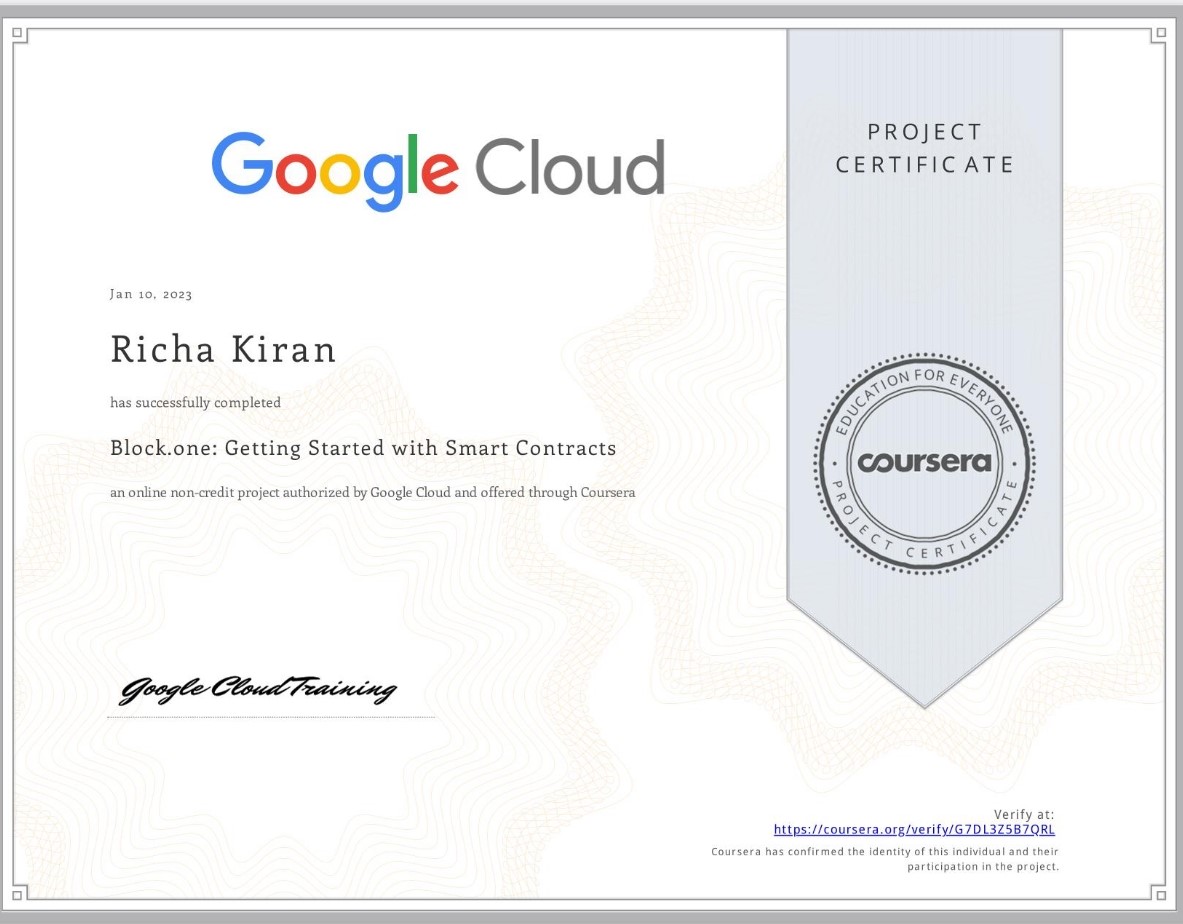 Google Cloud
PROJECT
CERTIFICATE
Jan 10, 2023
Richa Kiran
has successfully completed
Block.one: Getting Started with Smart Contracts
an online non-credit project authorized by Google Cloud and offered through Coursera
EDUCATION FOR EVERYONE
coursera
PROJECT CERTIFICATE
Google Cloud Training
Verify at:
https://coursera.org/verify/G7DL3Z5B7QRL
Coursera has confirmed the identity of this individual and their
participation in the project.